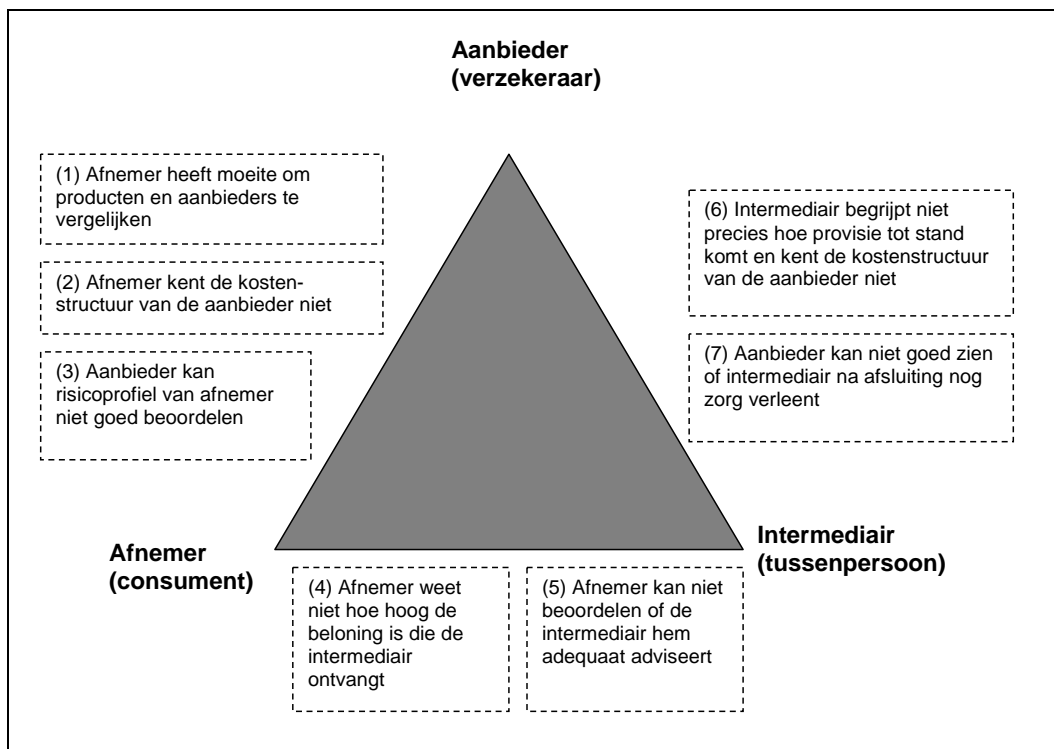 Aanbieder
(verzekeraar)
(1) Afnemer heeft moeite om
producten en aanbieders te
vergelijken
(2) Afnemer kent de kosten-
structuur van de aanbieder niet
(3) Aanbieder kan
risicoprofiel van afnemer
niet goed beoordelen
(6) Intermediair begrijpt niet
precies hoe provisie tot stand
komt en kent de kostenstructuur
van de aanbieder niet
(7) Aanbieder kan niet goed zien
of intermediair na afsluiting nog
zorg verleent
Afnemer
(consument)
Intermediair
(tussenpersoon)
(4) Afnemer weet
niet hoe hoog de
beloning is die de
intermediair
ontvangt
(5) Afnemer kan niet
beoordelen of de
intermediair hem
adequaat adviseert